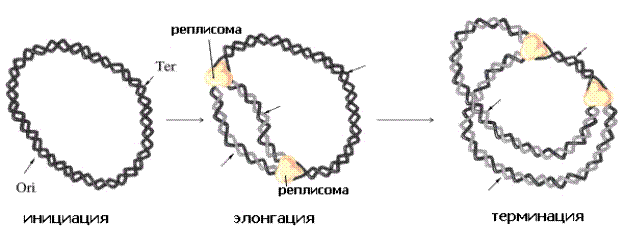 реплисома
Ter
Ori
реплисома
инициация
элонгация
терминация